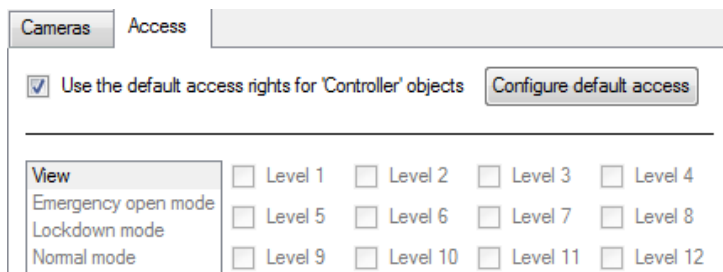 Cameras Access
Use the default access rights for 'Controller' objects Configure default access
View Level 1 Level 2 Level 3 Level 4
Emergency open mode
Lockdown mode Level 5 Level 6 Level 7 Level 8
Normal mode Level 9 Level 10 Level 11 Level 12